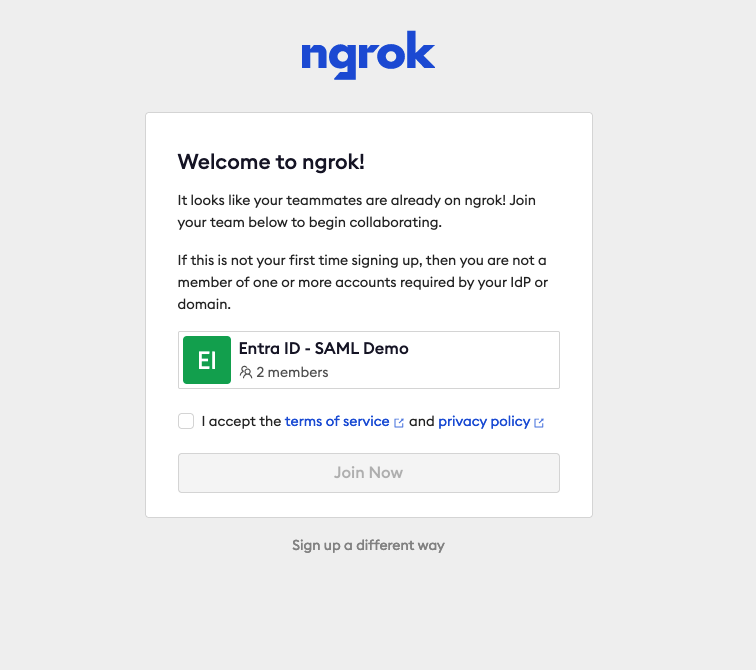 ngrok
Welcome to ngrok!
It looks like your teammates are already on ngrok! Join
your team below to begin collaborating.
If this is not your first time signing up, then you are not a
member of one or more accounts required by your IdP or
domain.
EI
Entra ID - SAML Demo
2 members
I accept the terms of service and privacy policy
Join Now
Sign up a different way